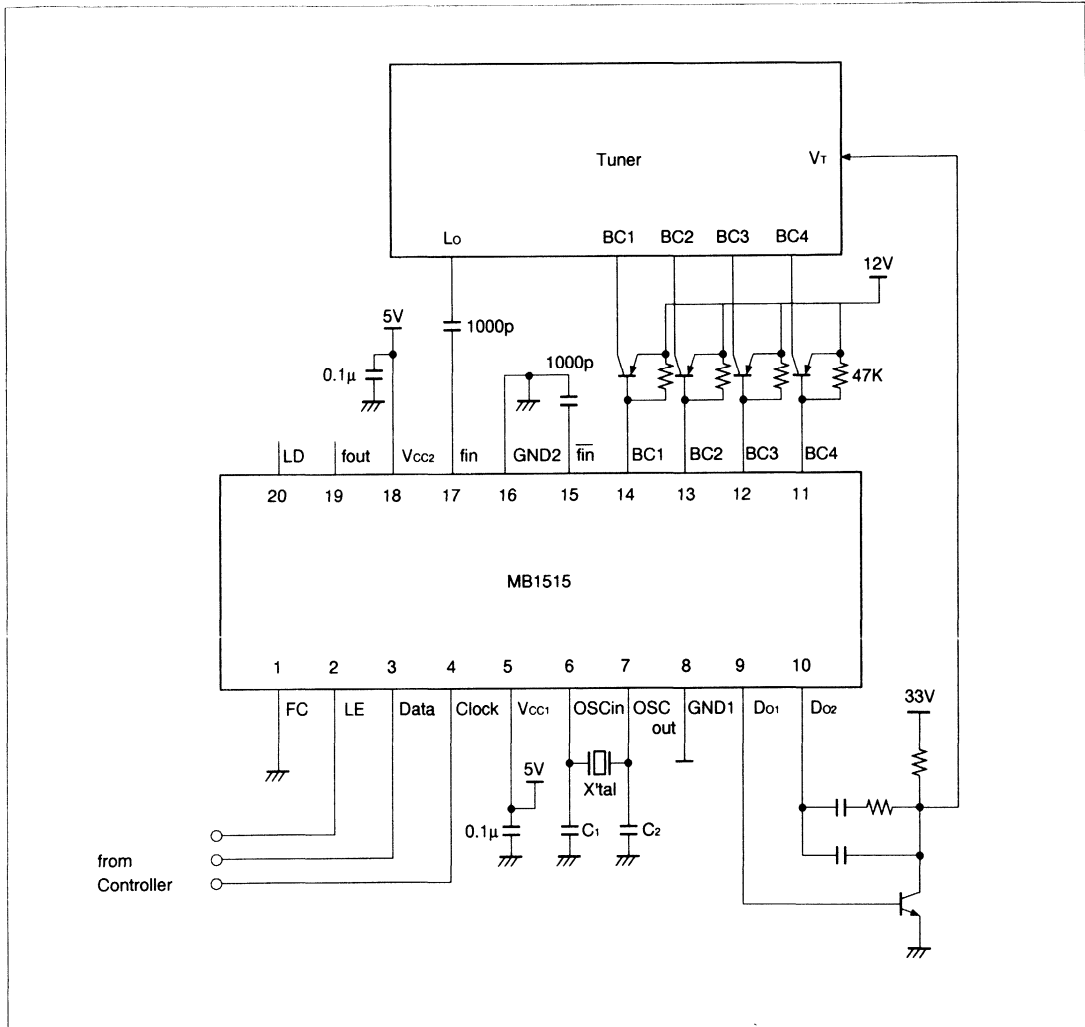 Tuner
VT
LO
BC1
BC2
BC3
BC4
12V
5V
1000p
1000p
0.1μ
47K
LD
fout
VCC2
fin
GND2
f̅i̅n̅
BC1
BC2
BC3
BC4
20
19
18
17
16
15
14
13
12
11
MB1515
1
2
3
4
5
6
7
8
9
10
FC
LE
Data
Clock
VCC1
OSCin
OSC
out
GND1
DO1
DO2
33V
5V
X'tal
0.1μ
C1
C2
from
Controller